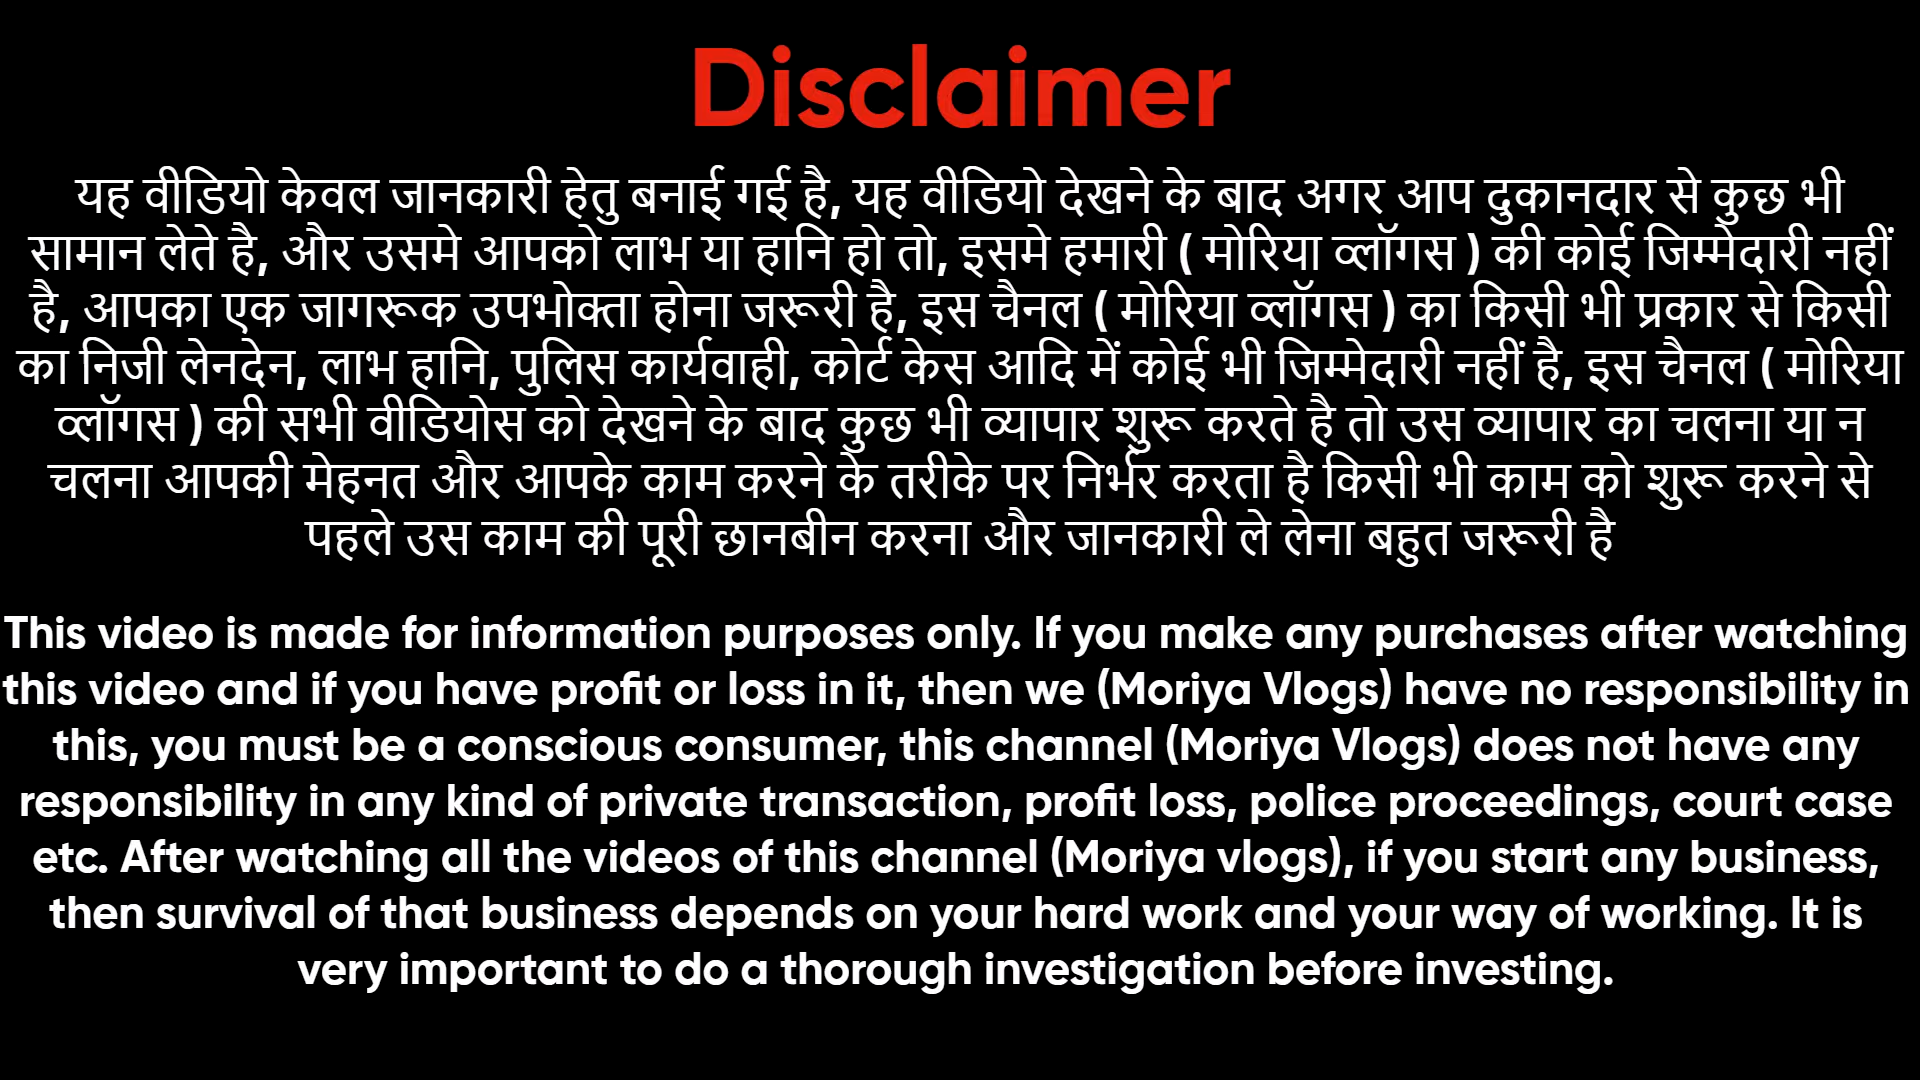 Disclaimer
यह वीडियो केवल जानकारी हेतु बनाई गई है, यह वीडियो देखने के बाद अगर आप दुकानदार से कुछ भी
सामान लेते है, और उसमे आपको लाभ या हानि हो तो, इसमे हमारी ( मोरिया व्लॉगस ) की कोई जिम्मेदारी नहीं
है, आपका एक जागरूक उपभोक्ता होना जरूरी है, इस चैनल ( मोरिया व्लॉगस ) का किसी भी प्रकार से किसी
का निजी लेनदेन, लाभ हानि, पुलिस कार्यवाही, कोर्ट केस आदि में कोई भी जिम्मेदारी नहीं है, इस चैनल ( मोरिया
व्लॉगस ) की सभी वीडियोस को देखने के बाद कुछ भी व्यापार शुरू करते है तो उस व्यापार का चलना या न
चलना आपकी मेहनत और आपके काम करने के तरीके पर निर्भर करता है किसी भी काम को शुरू करने से
पहले उस काम की पूरी छानबीन करना और जानकारी ले लेना बहुत जरूरी है
This video is made for information purposes only. If you make any purchases after watching
this video and if you have profit or loss in it, then we (Moriya Vlogs) have no responsibility in
this, you must be a conscious consumer, this channel (Moriya Vlogs) does not have any
responsibility in any kind of private transaction, profit loss, police proceedings, court case
etc. After watching all the videos of this channel (Moriya vlogs), if you start any business,
then survival of that business depends on your hard work and your way of working. It is
very important to do a thorough investigation before investing.